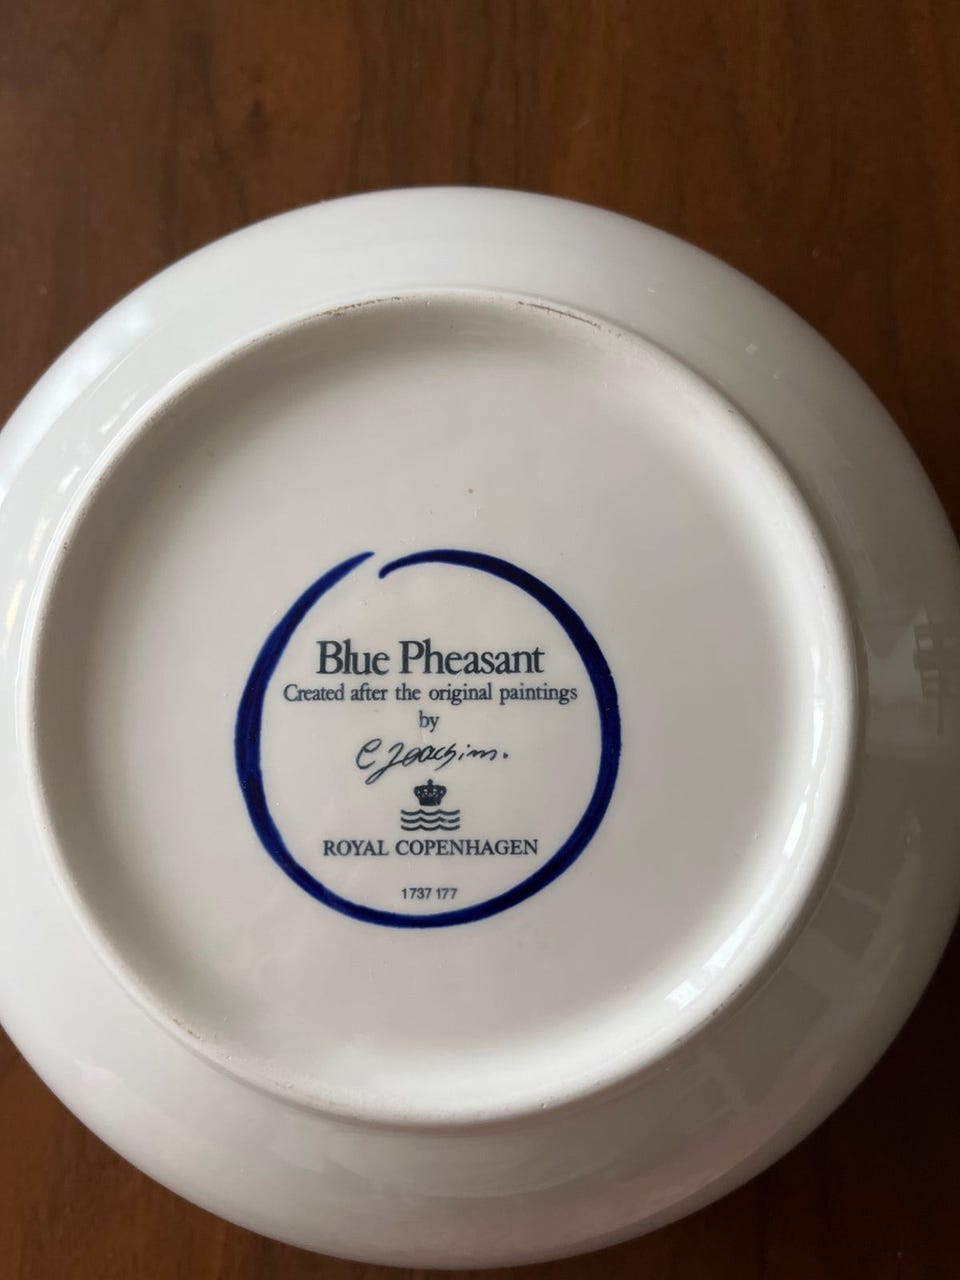 Blue Pheasant
Created after the original paintings
by
C Joachim.
ROYAL COPENHAGEN
1737 177